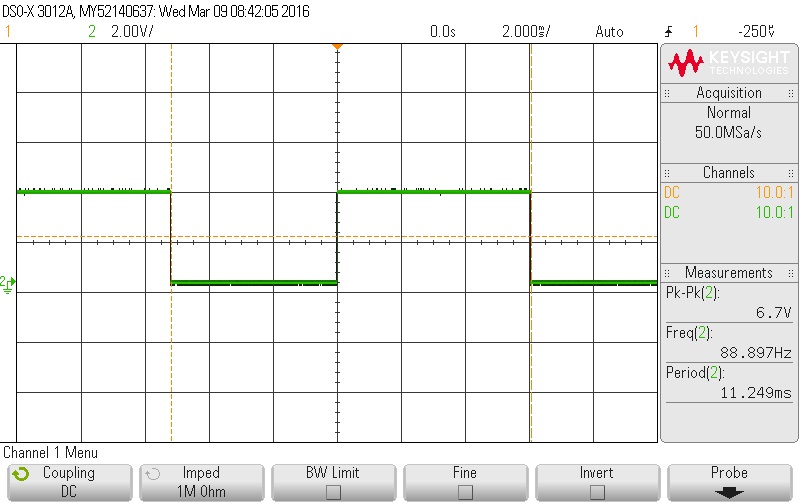 DSO-X 3012A, MY52140637: Wed Mar 09 08:42:05 2016
1 2 2.00V/ 0.0s 2.000ms/ Auto 1 -250V
KEYSIGHT
TECHNOLOGIES
Acquisition
Normal
50.0MSa/s
Channels
DC 10.0:1
DC 10.0:1
2
Measurements
Pk-Pk(2):
6.7V
Freq(2):
88.897Hz
Period(2):
11.249ms
Channel 1 Menu
Coupling Imped BW Limit Fine Invert Probe
DC 1M Ohm